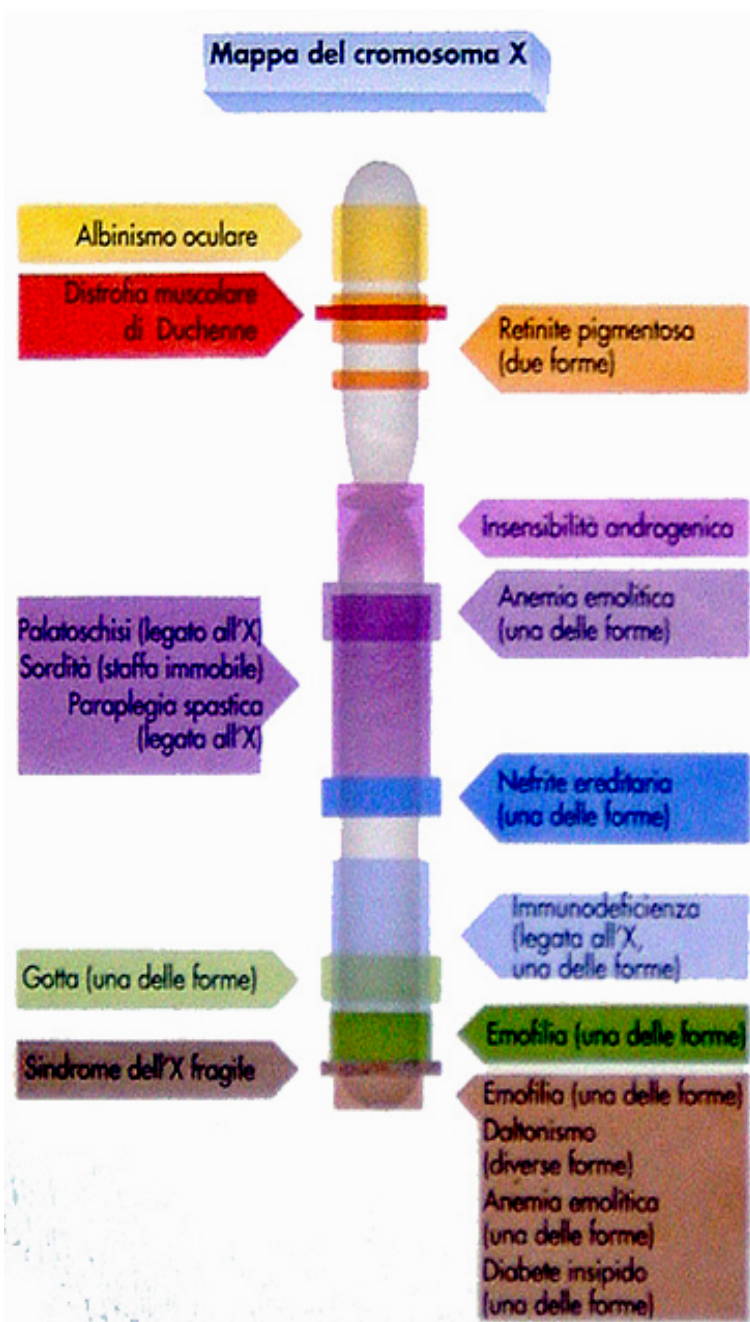 Mappa del cromosoma X
Albinismo oculare
Distrofia muscolare
di Duchenne
Retinite pigmentosa
(due forme)
Insensibilità androgenica
Anemia emolitica
(una delle forme)
Palatoschisi (legato all'X)
Sordità (staffa immobile)
Paraplegia spastica
(legata all'X)
Nefrite ereditaria
(una delle forme)
Immunodeficienza
(legata all'X,
una delle forme)
Gotta (una delle forme)
Emofilia (una delle forme)
Sindrome dell'X fragile
Emofilia (una delle forme)
Daltonismo
(diverse forme)
Anemia emolitica
(una delle forme)
Diabete insipido
(una delle forme)